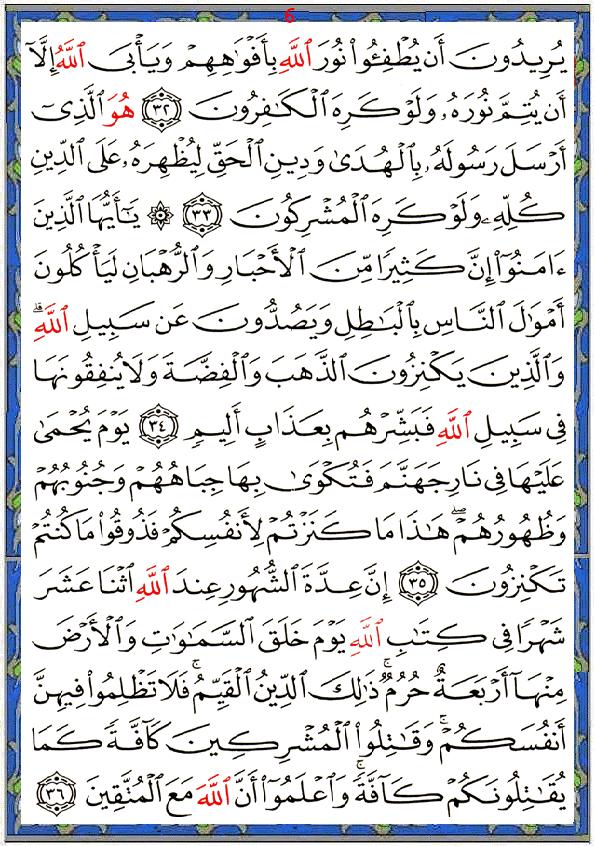 6
يُرِيدُونَ أَن يُطْفِـُٔوا۟ نُورَ ٱللَّهِ بِأَفْوَٰهِهِمْ وَيَأْبَى ٱللَّهُ إِلَّآ
أَن يُتِمَّ نُورَهُۥ وَلَوْ كَرِهَ ٱلْكَٰفِرُونَ ٣٢ هُوَ ٱلَّذِىٓ
أَرْسَلَ رَسُولَهُۥ بِٱلْهُدَىٰ وَدِينِ ٱلْحَقِّ لِيُظْهِرَهُۥ عَلَى ٱلدِّينِ
كُلِّهِۦ وَلَوْ كَرِهَ ٱلْمُشْرِكُونَ ٣٣ ۞ يَٰٓأَيُّهَا ٱلَّذِينَ
ءَامَنُوٓا۟ إِنَّ كَثِيرًا مِّنَ ٱلْأَحْبَارِ وَٱلرُّهْبَانِ لَيَأْكُلُونَ
أَمْوَٰلَ ٱلنَّاسِ بِٱلْبَٰطِلِ وَيَصُدُّونَ عَن سَبِيلِ ٱللَّهِ ۗ
وَٱلَّذِينَ يَكْنِزُونَ ٱلذَّهَبَ وَٱلْفِضَّةَ وَلَا يُنفِقُونَهَا
فِى سَبِيلِ ٱللَّهِ فَبَشِّرْهُم بِعَذَابٍ أَلِيمٍ ٣٤ يَوْمَ يُحْمَىٰ
عَلَيْهَا فِى نَارِ جَهَنَّمَ فَتُكْوَىٰ بِهَا جِبَاهُهُمْ وَجُنُوبُهُمْ
وَظُهُورُهُمْ ۖ هَٰذَا مَا كَنَزْتُمْ لِأَنفُسِكُمْ فَذُوقُوا۟ مَا كُنتُمْ
تَكْنِزُونَ ٣٥ إِنَّ عِدَّةَ ٱلشُّهُورِ عِندَ ٱللَّهِ ٱثْنَا عَشَرَ
شَهْرًا فِى كِتَٰبِ ٱللَّهِ يَوْمَ خَلَقَ ٱلسَّمَٰوَٰتِ وَٱلْأَرْضَ
مِنْهَآ أَرْبَعَةٌ حُرُمٌ ۚ ذَٰلِكَ ٱلدِّينُ ٱلْقَيِّمُ ۚ فَلَا تَظْلِمُوا۟ فِيهِنَّ
أَنفُسَكُمْ ۚ وَقَٰتِلُوا۟ ٱلْمُشْرِكِينَ كَآفَّةً كَمَا
يُقَٰتِلُونَكُمْ كَآفَّةً ۚ وَٱعْلَمُوٓا۟ أَنَّ ٱللَّهَ مَعَ ٱلْمُتَّقِينَ ٣٦